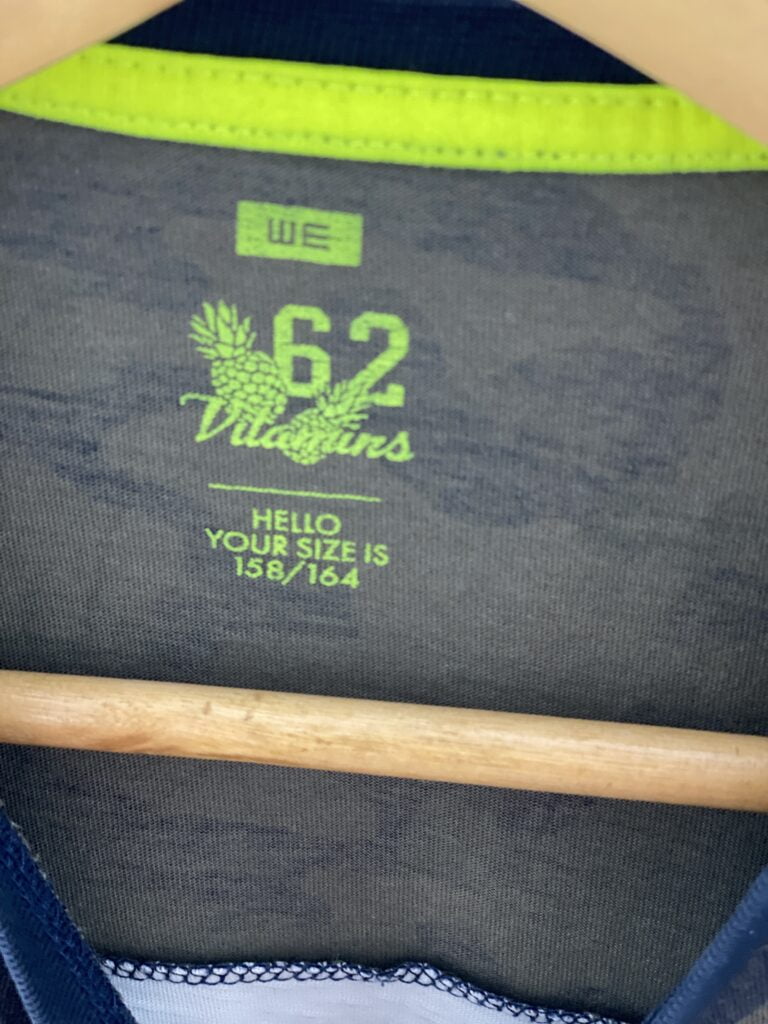 WE
62
Vitamins
HELLO
YOUR SIZE IS
158/164